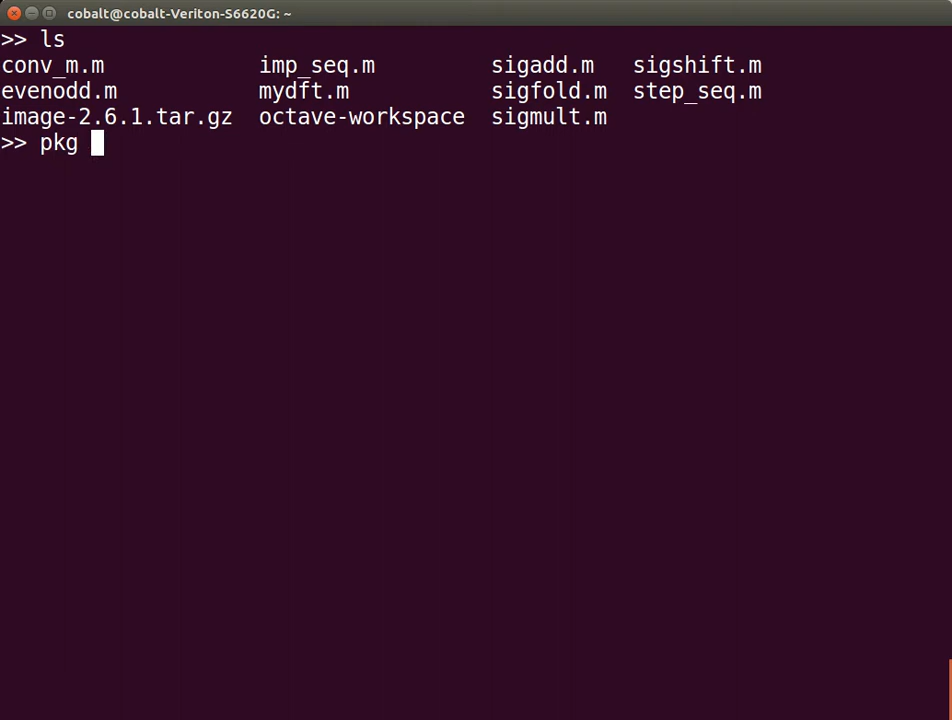 cobalt@cobalt-Veriton-S6620G: ~
>> ls
conv_m.m imp_seq.m sigadd.m sigshift.m
evenodd.m mydft.m sigfold.m step_seq.m
image-2.6.1.tar.gz octave-workspace sigmult.m
>> pkg